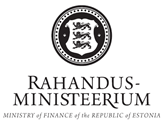 RAHANDUS-
MINISTEERIUM
MINISTRY of FINANCE of the REPUBLIC of ESTONIA